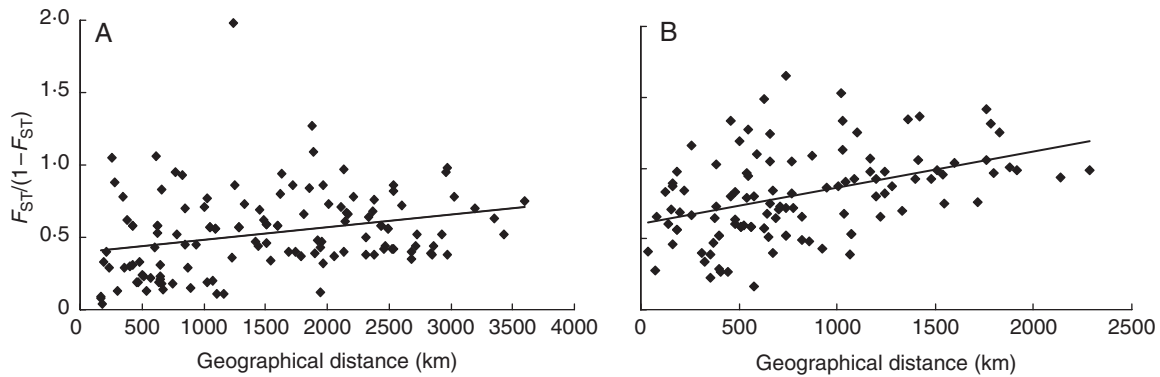 A
B
2·0
1·5
1·0
0·5
0
F_ST/(1−F_ST)
0 500 1000 1500 2000 2500 3000 3500 4000
0 500 1000 1500 2000 2500
Geographical distance (km)
Geographical distance (km)